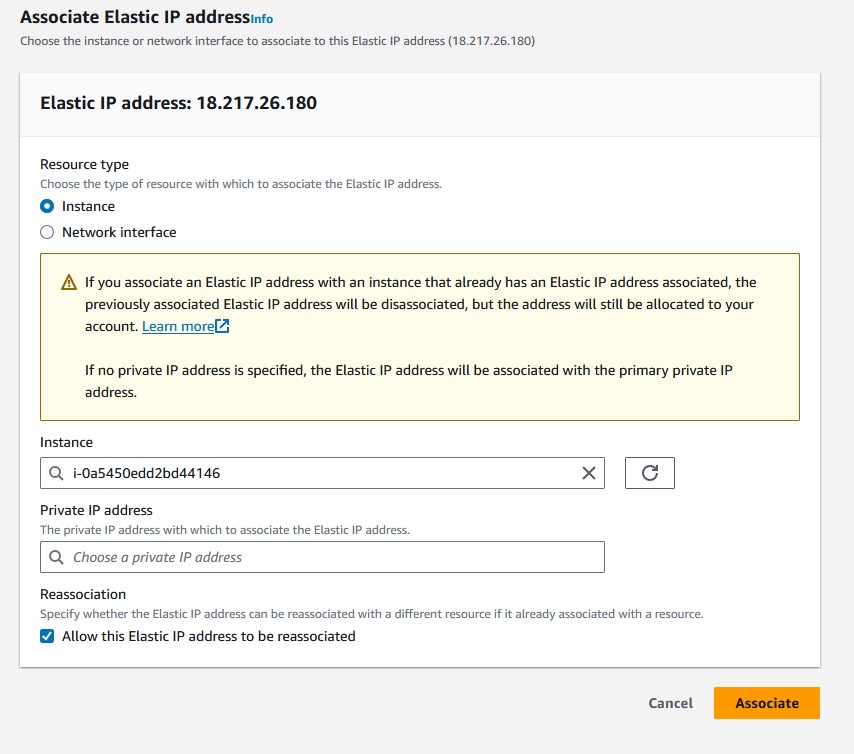 Associate Elastic IP address Info
Choose the instance or network interface to associate to this Elastic IP address (18.217.26.180)
Elastic IP address: 18.217.26.180
Resource type
Choose the type of resource with which to associate the Elastic IP address.
Instance
Network interface
If you associate an Elastic IP address with an instance that already has an Elastic IP address associated, the
previously associated Elastic IP address will be disassociated, but the address will still be allocated to your
account. Learn more
If no private IP address is specified, the Elastic IP address will be associated with the primary private IP
address.
Instance
i-0a5450edd2bd44146
Private IP address
The private IP address with which to associate the Elastic IP address.
Choose a private IP address
Reassociation
Specify whether the Elastic IP address can be reassociated with a different resource if it already associated with a resource.
Allow this Elastic IP address to be reassociated
Cancel
Associate